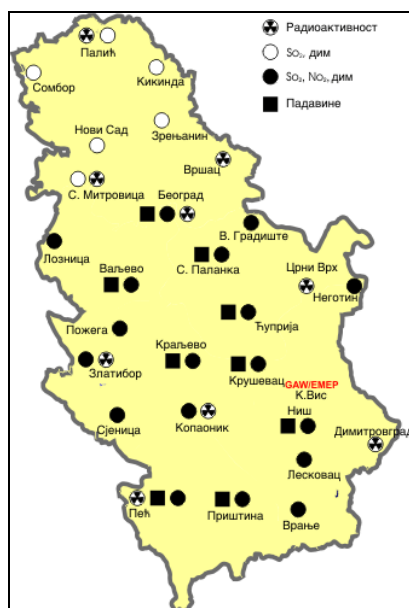 Радиоактивност
Палић
SO₂, дим
Кикинда
Сомбор
SO₂, NO₂, дим
Падавине
Нови Сад
Зрењанин
Вршац
С. Митровица
Београд
В. Градиште
Лозница
Ваљево
С. Паланка
Црни Врх
Неготин
Пожега
Ћуприја
Краљево
Златибор
Крушевац
GAW/EMEP
К.Вис
Сјеница
Копаоник
Ниш
Димитровград
Лесковац
Пећ
Приштина
Врање